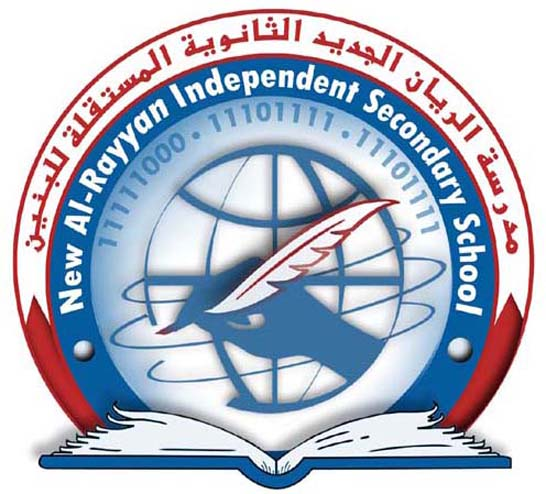 مدرسة الريان الجديد الثانوية المستقلة للبنين
New Al-Rayyan Independent Secondary School
11111000 • 11101111 • 11101111